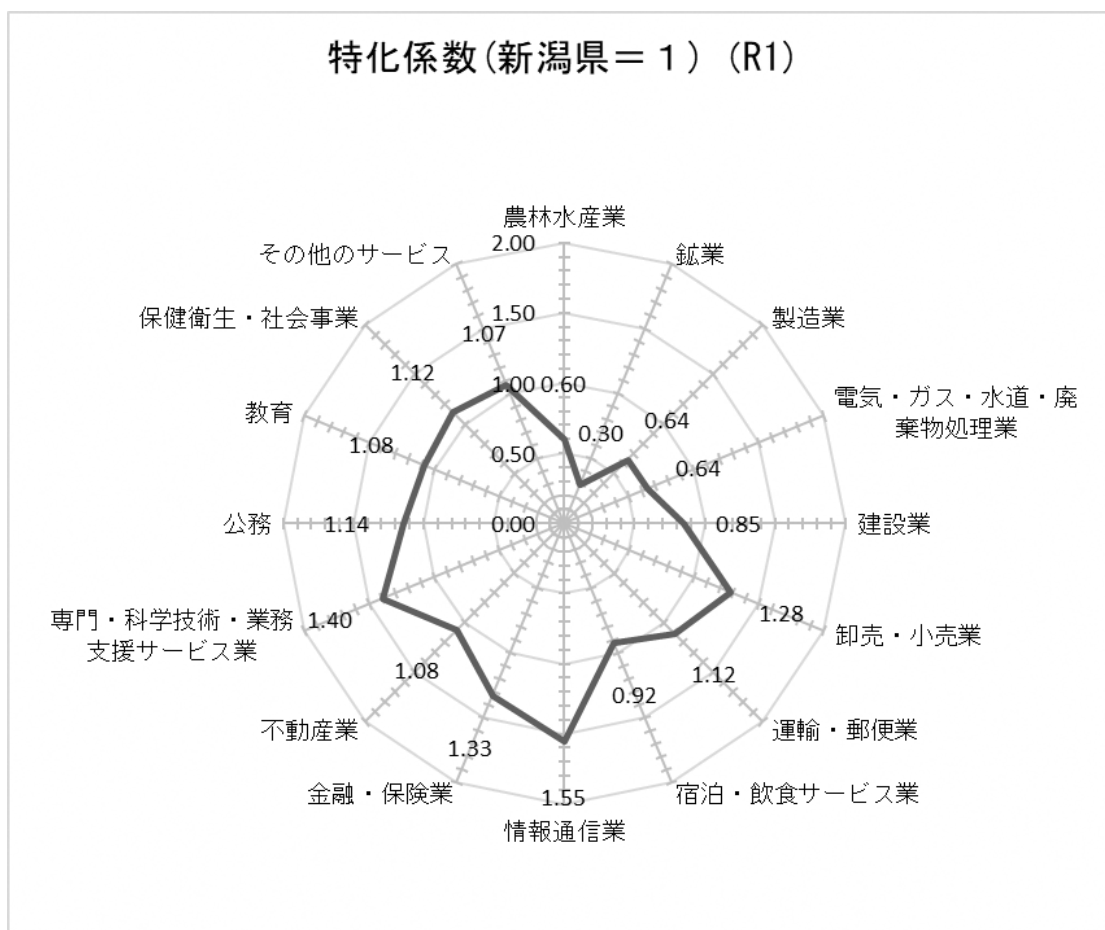 特化係数(新潟県＝１) (R1)
農林水産業
2.00
鉱業
その他のサービス
製造業
保健衛生・社会事業
1.50
1.07
電気・ガス・水道・廃
棄物処理業
1.12
1.00
0.60
教育
1.08
0.30
0.64
0.50
0.64
公務
1.14
0.00
0.85
建設業
専門・科学技術・業務
支援サービス業
1.40
1.28
卸売・小売業
1.08
1.12
0.92
不動産業
運輸・郵便業
1.33
金融・保険業
1.55
宿泊・飲食サービス業
情報通信業